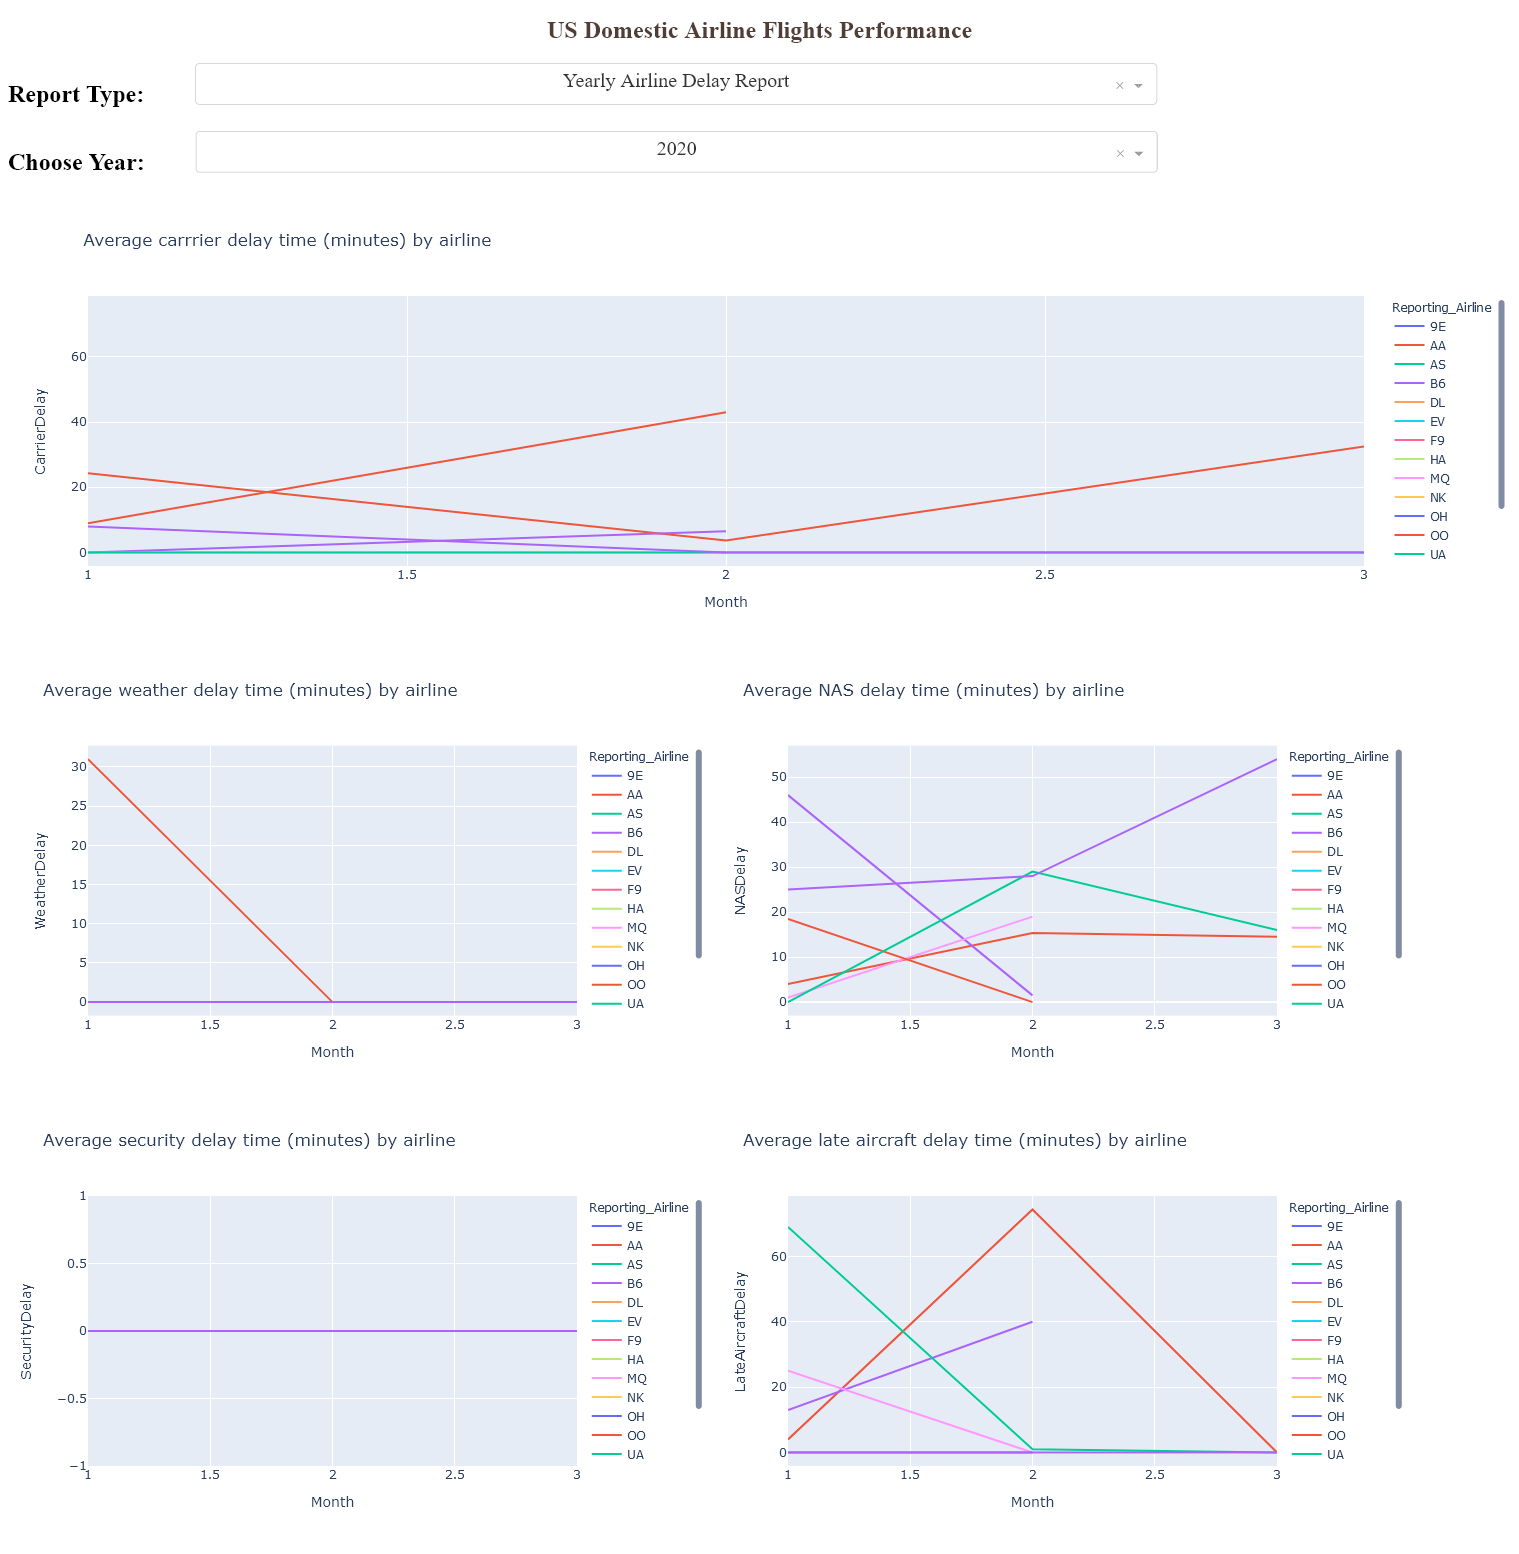 US Domestic Airline Flights Performance
Report Type:
Yearly Airline Delay Report
×
Choose Year:
2020
×
Average carrrier delay time (minutes) by airline
CarrierDelay
60
40
20
0
1
1.5
2
2.5
3
Month
Reporting_Airline
9E
AA
AS
B6
DL
EV
F9
HA
MQ
NK
OH
OO
UA
Average weather delay time (minutes) by airline
WeatherDelay
30
25
20
15
10
5
0
1
1.5
2
2.5
3
Month
Reporting_Airline
9E
AA
AS
B6
DL
EV
F9
HA
MQ
NK
OH
OO
UA
Average NAS delay time (minutes) by airline
NASDelay
50
40
30
20
10
0
1
1.5
2
2.5
3
Month
Reporting_Airline
9E
AA
AS
B6
DL
EV
F9
HA
MQ
NK
OH
OO
UA
Average security delay time (minutes) by airline
SecurityDelay
1
0.5
0
−0.5
−1
1
1.5
2
2.5
3
Month
Reporting_Airline
9E
AA
AS
B6
DL
EV
F9
HA
MQ
NK
OH
OO
UA
Average late aircraft delay time (minutes) by airline
LateAircraftDelay
60
40
20
0
1
1.5
2
2.5
3
Month
Reporting_Airline
9E
AA
AS
B6
DL
EV
F9
HA
MQ
NK
OH
OO
UA